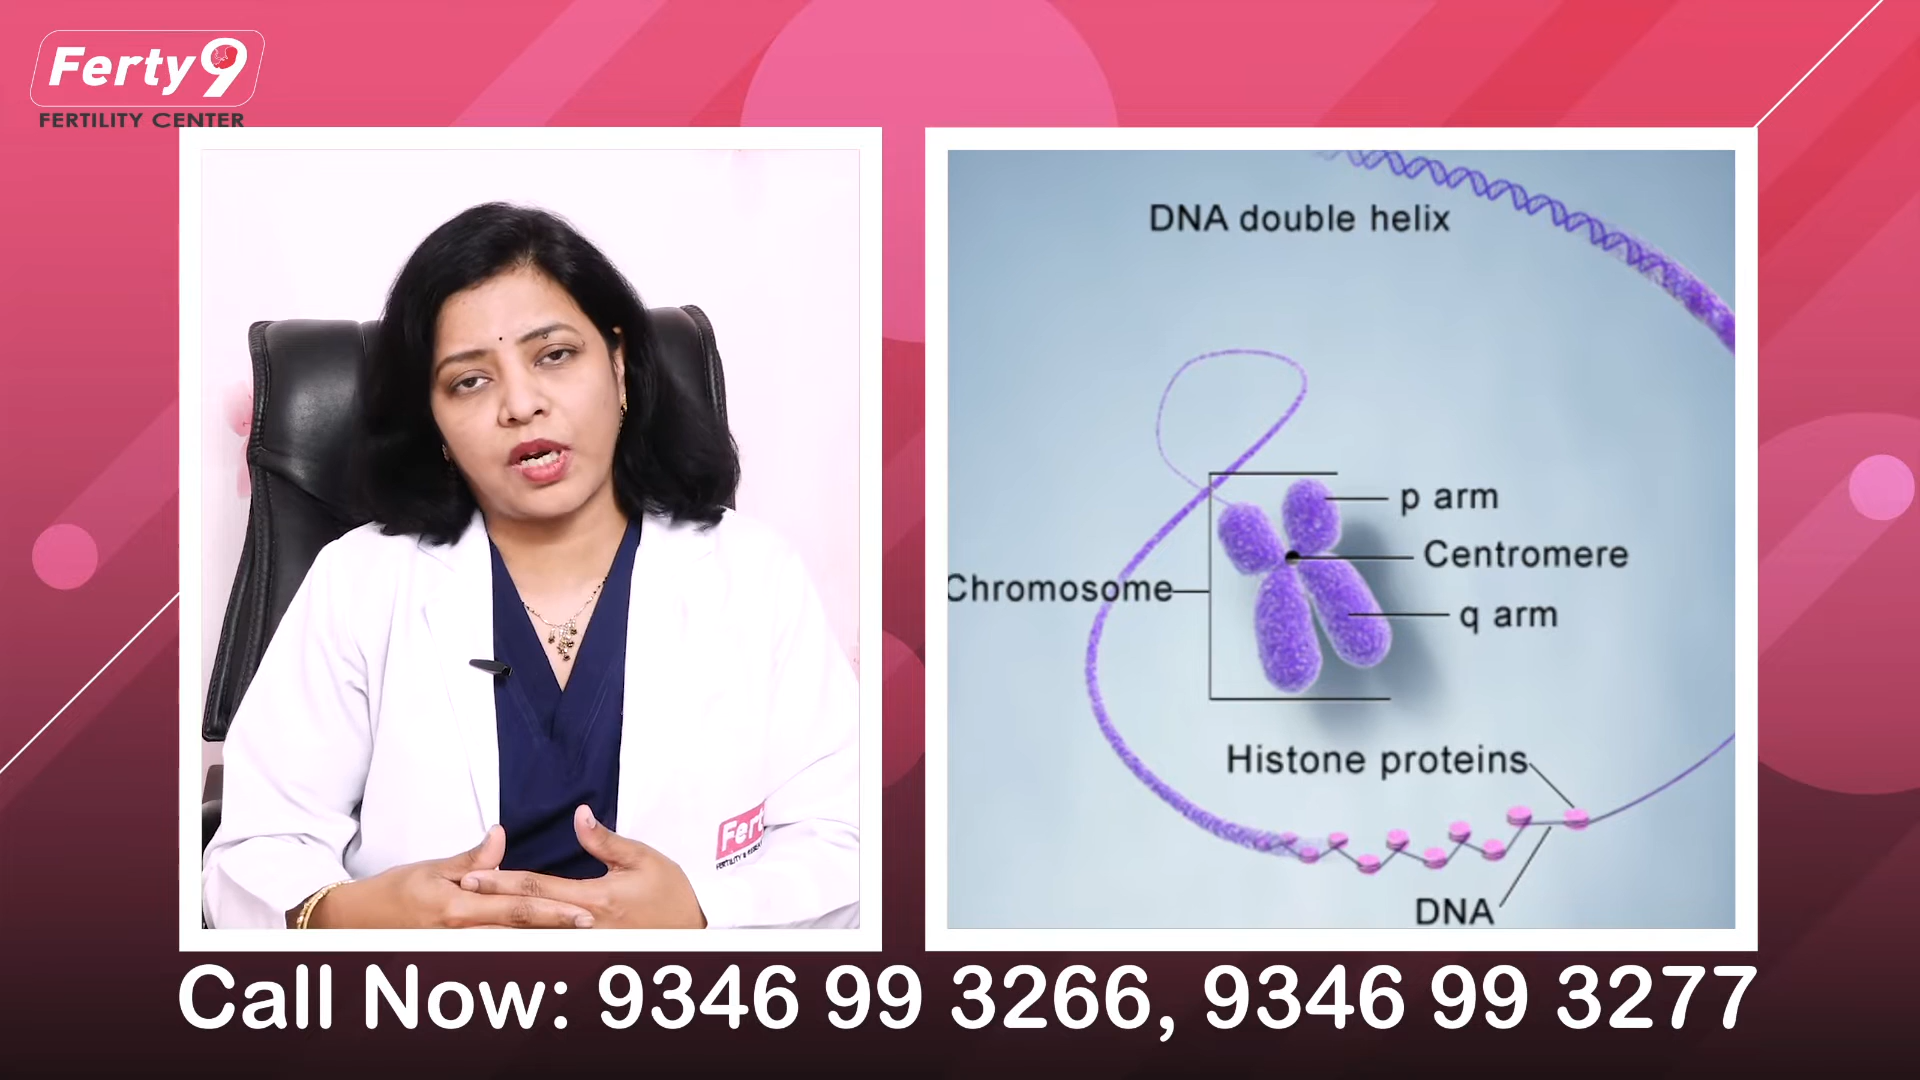 Ferty9
FERTILITY CENTER
DNA double helix
p arm
Centromere
Chromosome
q arm
Histone proteins
DNA
Fert
Call Now: 9346 99 3266, 9346 99 3277